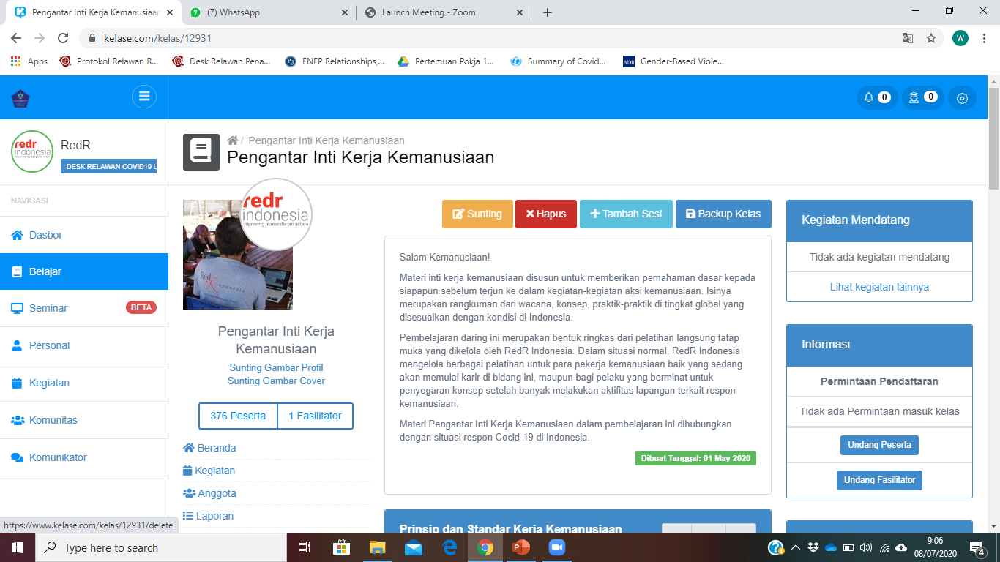 Pengantar Inti Kerja Kemanusiaan
(7) WhatsApp
Launch Meeting - Zoom
kelase.com/kelas/12931
W
Apps
Protokol Relawan R...
Desk Relawan Pena...
ENFP Relationships,...
Pertemuan Pokja 1...
Summary of Covid...
ADB
Gender-Based Viole...
0
0
redr
indonesia
improving humanitarian action
RedR
DESK RELAWAN COVID19 L
/ Pengantar Inti Kerja Kemanusiaan
Pengantar Inti Kerja Kemanusiaan
NAVIGASI
Dasbor
Belajar
Seminar
BETA
Personal
Kegiatan
Komunitas
Komunikator
redr
indonesia
improving humanitarian action
RedR
INDONESIA
Pengantar Inti Kerja
Kemanusiaan
Sunting Gambar Profil
Sunting Gambar Cover
376 Peserta
1 Fasilitator
Beranda
Kegiatan
Anggota
Laporan
Sunting
Hapus
Tambah Sesi
Backup Kelas
Salam Kemanusiaan!
Materi inti kerja kemanusiaan disusun untuk memberikan pemahaman dasar kepada
siapapun sebelum terjun ke dalam kegiatan-kegiatan aksi kemanusiaan. Isinya
merupakan rangkuman dari wacana, konsep, praktik-praktik di tingkat global yang
disesuaikan dengan kondisi di Indonesia.
Pembelajaran daring ini merupakan bentuk ringkas dari pelatihan langsung tatap
muka yang dikelola oleh RedR Indonesia. Dalam situasi normal, RedR Indonesia
mengelola berbagai pelatihan untuk para pekerja kemanusiaan baik yang sedang
akan memulai karir di bidang ini, maupun bagi pelaku yang berminat untuk
penyegaran konsep setelah banyak melakukan aktifitas lapangan terkait respon
kemanusiaan.
Materi Pengantar Inti Kerja Kemanusiaan dalam pembelajaran ini dihubungkan
dengan situasi respon Cocid-19 di Indonesia.
Dibuat Tanggal: 01 May 2020
Prinsip dan Standar Kerja Kemanusiaan
Kegiatan Mendatang
Tidak ada kegiatan mendatang
Lihat kegiatan lainnya
Informasi
Permintaan Pendaftaran
Tidak ada Permintaan masuk kelas
Undang Peserta
Undang Fasilitator
https://www.kelase.com/kelas/12931/delete
Type here to search
9:06
08/07/2020
4